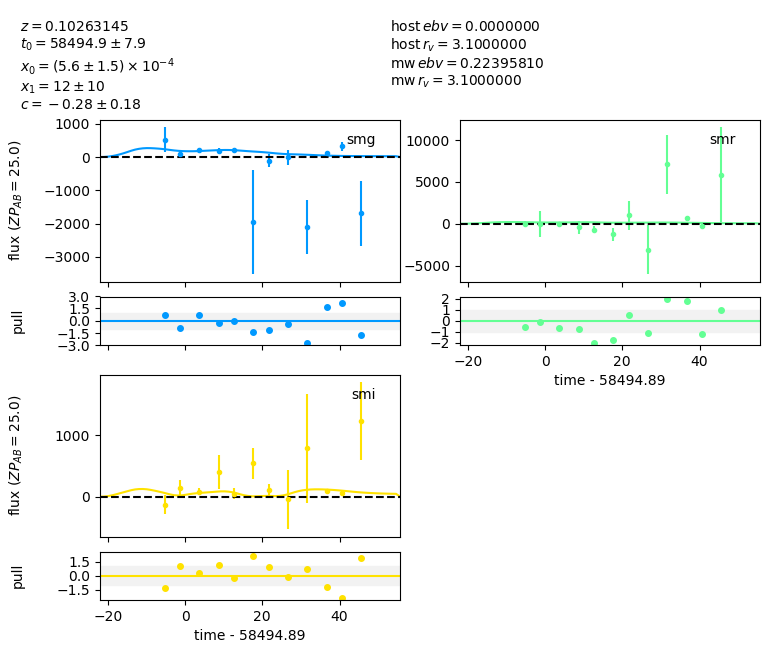 z = 0.10263145
t₀ = 58494.9 ± 7.9
x₀ = (5.6 ± 1.5) × 10⁻⁴
x₁ = 12 ± 10
c = −0.28 ± 0.18
host ebv = 0.0000000
host r_v = 3.1000000
mw ebv = 0.22395810
mw r_v = 3.1000000
smg
flux (ZP_AB = 25.0)
1000
0
−1000
−2000
−3000
smr
10000
5000
0
−5000
pull
3.0
1.5
0.0
−1.5
−3.0
2
1
0
−1
−2
−20 0 20 40
time - 58494.89
smi
flux (ZP_AB = 25.0)
1000
0
pull
1.5
0.0
−1.5
−20 0 20 40
time - 58494.89